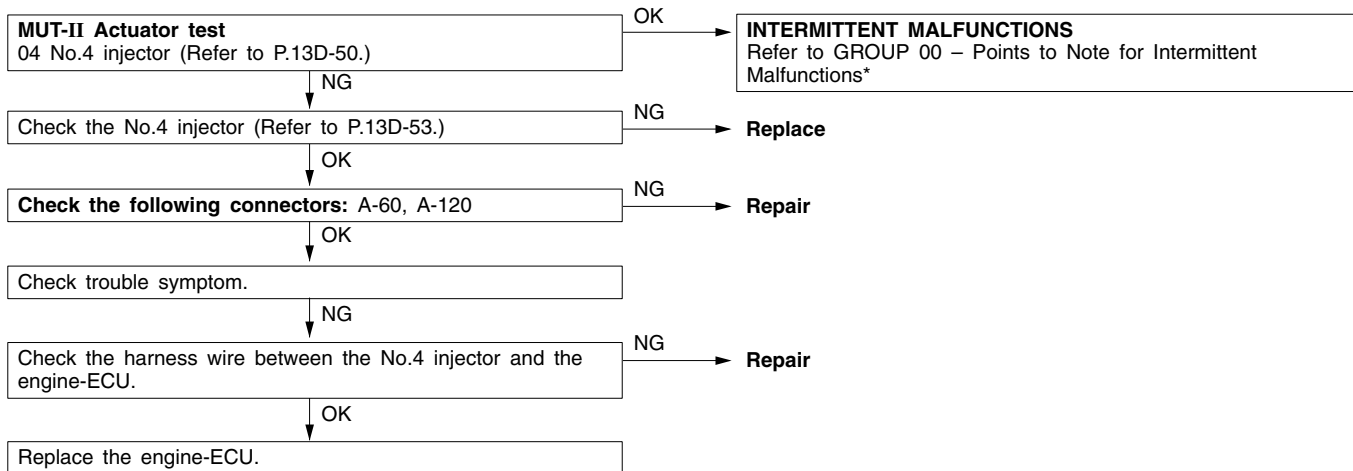 MUT-II Actuator test
04 No.4 injector (Refer to P.13D-50.)
OK
INTERMITTENT MALFUNCTIONS
Refer to GROUP 00 – Points to Note for Intermittent
Malfunctions*
NG
Check the No.4 injector (Refer to P.13D-53.)
NG
Replace
OK
Check the following connectors: A-60, A-120
NG
Repair
OK
Check trouble symptom.
NG
Check the harness wire between the No.4 injector and the
engine-ECU.
NG
Repair
OK
Replace the engine-ECU.